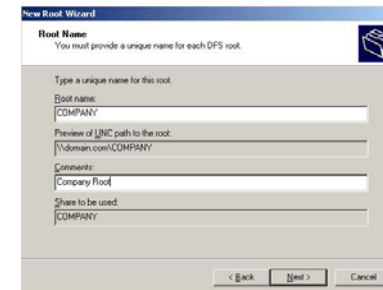 New Root Wizard
Root Name
You must provide a unique name for each DFS root.
Type a unique name for this root.
Root name:
COMPANY
Preview of UNC path to the root:
\\domain.com\COMPANY
Comments:
Company Root
Share to be used:
COMPANY
< Back Next > Cancel